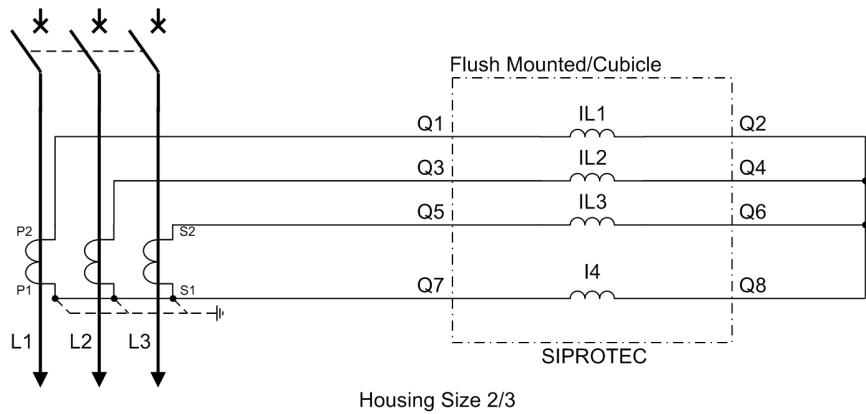 Flush Mounted/Cubicle
Q1 IL1 Q2
Q3 IL2 Q4
Q5 IL3 Q6
P2 S2
P1 S1
Q7 I4 Q8
L1 L2 L3
SIPROTEC
Housing Size 2/3